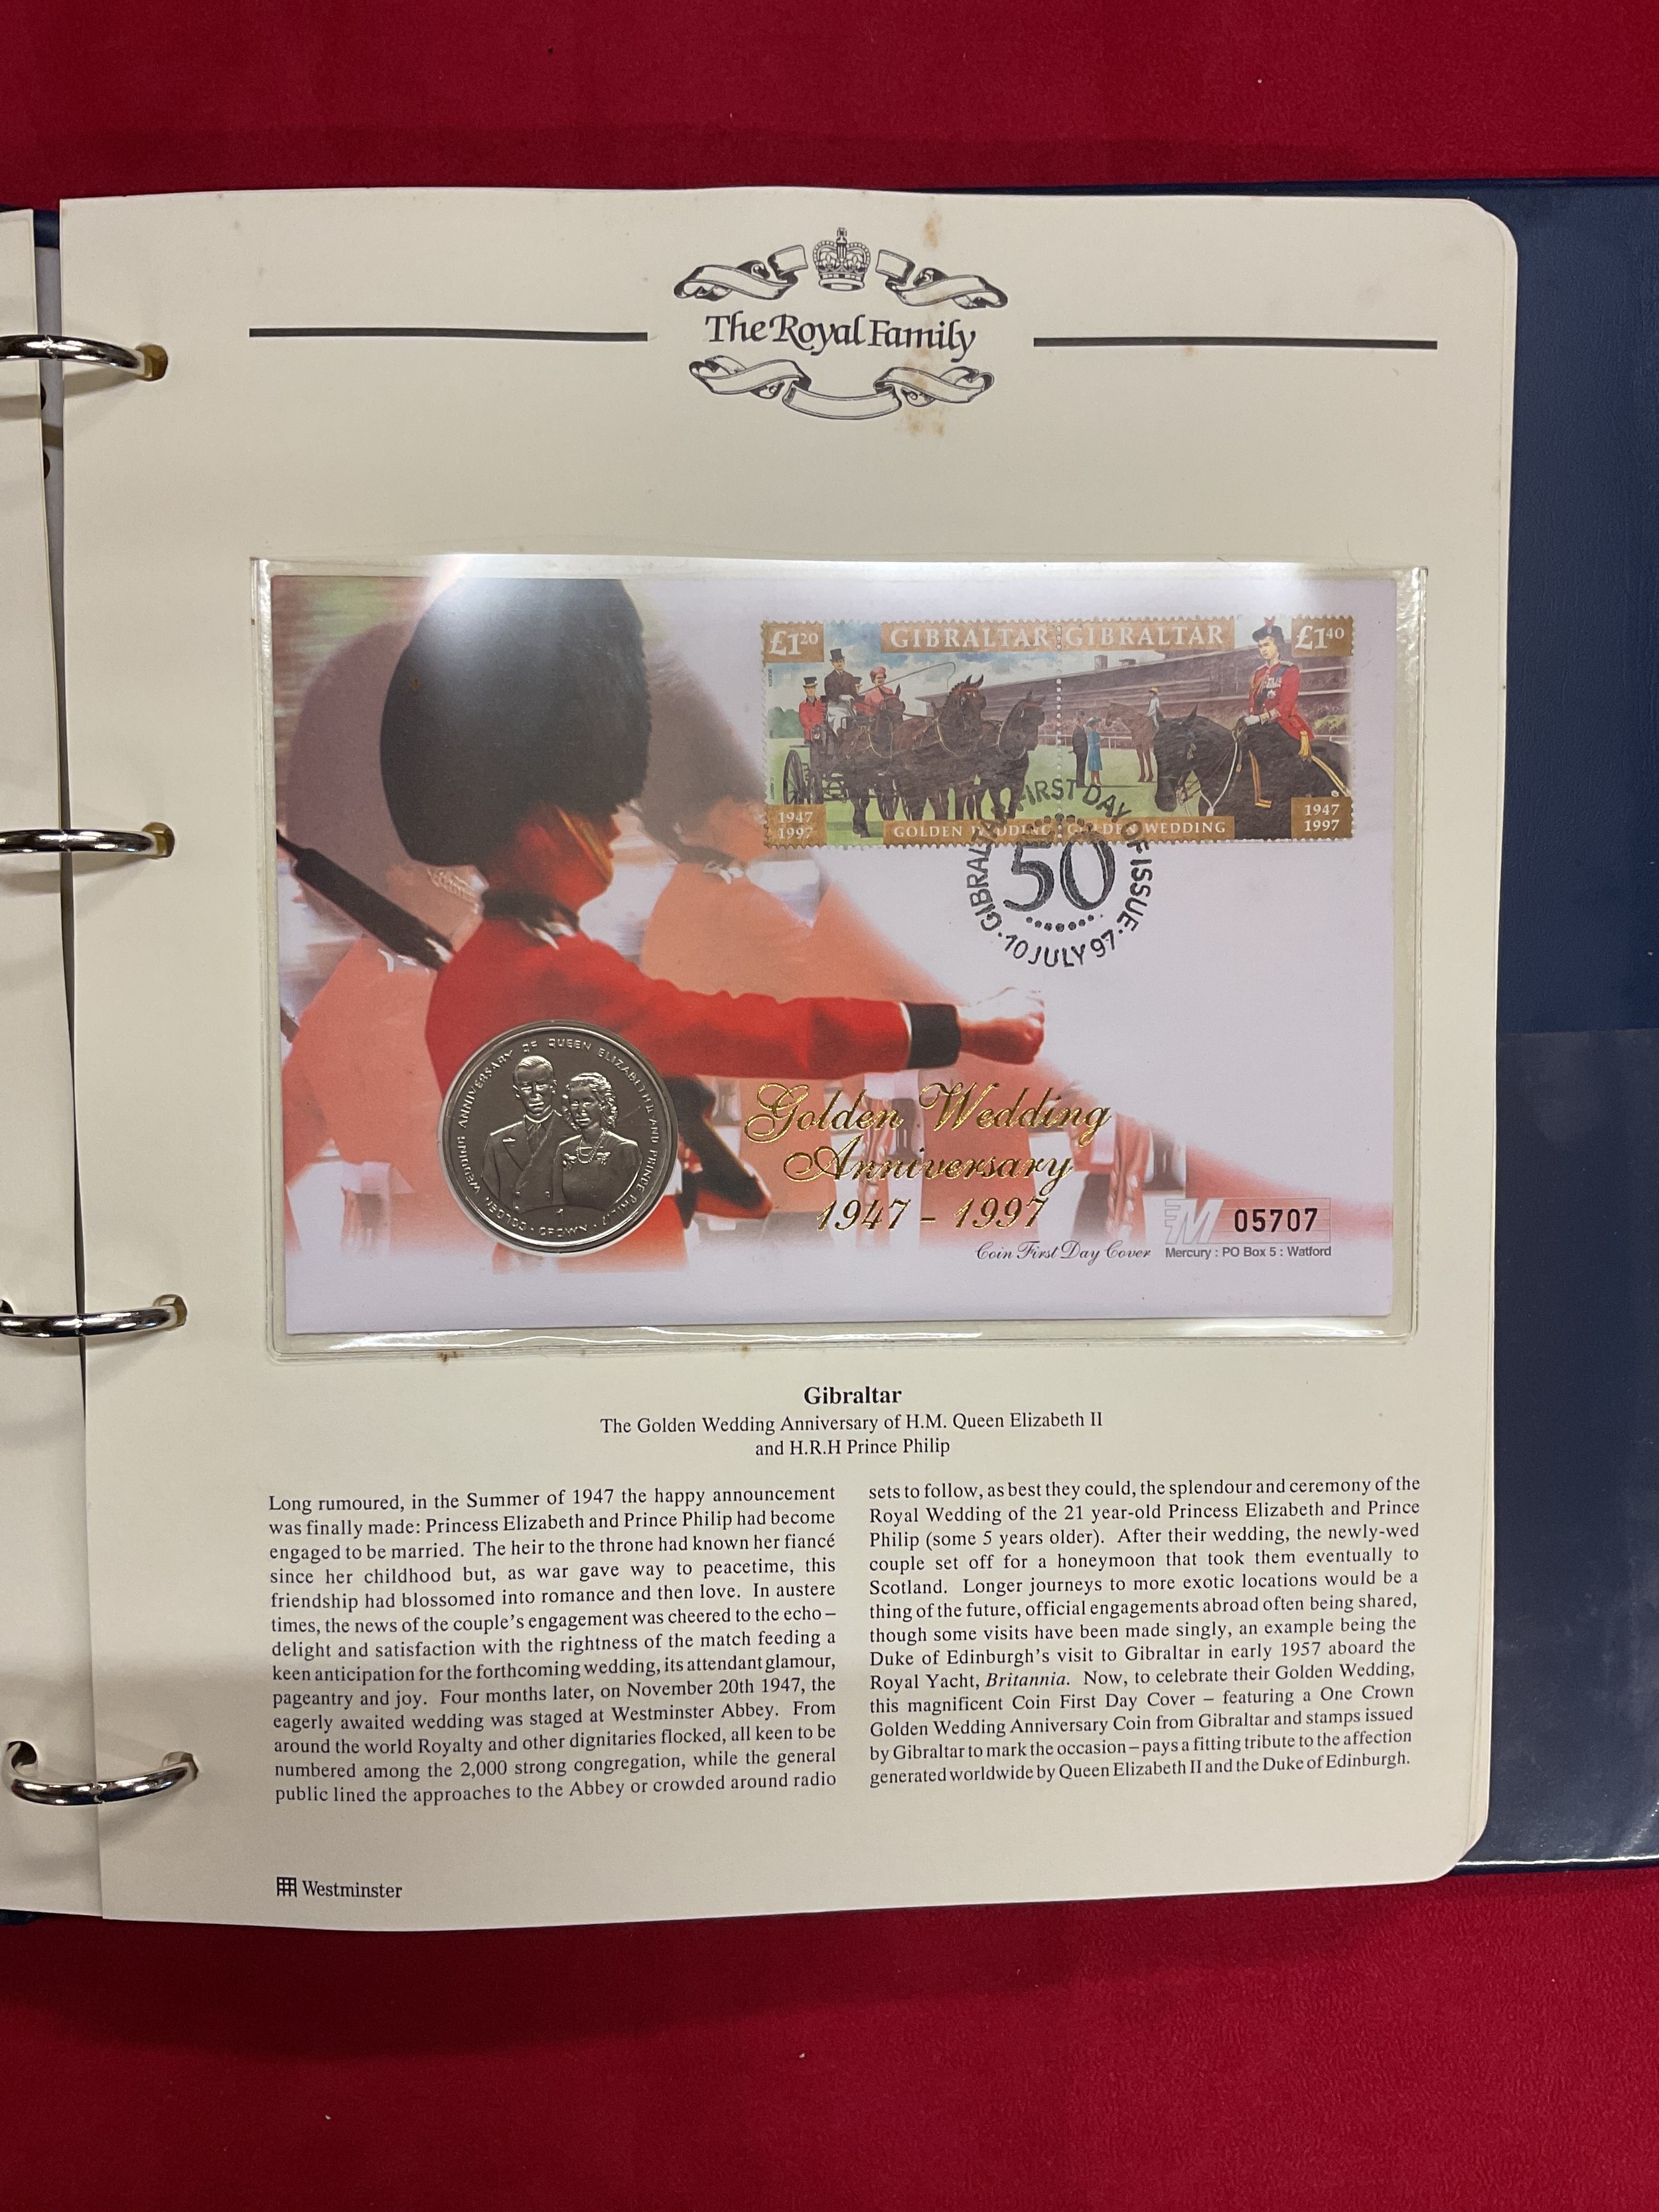 The Royal Family
£1²⁰
GIBRALTAR
GIBRALTAR
£1⁴⁰
1947
1997
GOLDEN WEDDING
GOLDEN WEDDING
1947
1997
GIBRALTAR FIRST DAY OF ISSUE
50
10 JULY 97
GOLDEN WEDDING ANNIVERSARY OF QUEEN ELIZABETH II AND PRINCE PHILIP
1
CROWN
Golden Wedding
Anniversary
1947 – 1997
Coin First Day Cover
M
05707
Mercury : PO Box 5 : Watford
Gibraltar
The Golden Wedding Anniversary of H.M. Queen Elizabeth II
and H.R.H Prince Philip
Long rumoured, in the Summer of 1947 the happy announcement
was finally made: Princess Elizabeth and Prince Philip had become
engaged to be married. The heir to the throne had known her fiancé
since her childhood but, as war gave way to peacetime, this
friendship had blossomed into romance and then love. In austere
times, the news of the couple's engagement was cheered to the echo –
delight and satisfaction with the rightness of the match feeding a
keen anticipation for the forthcoming wedding, its attendant glamour,
pageantry and joy. Four months later, on November 20th 1947, the
eagerly awaited wedding was staged at Westminster Abbey. From
around the world Royalty and other dignitaries flocked, all keen to be
numbered among the 2,000 strong congregation, while the general
public lined the approaches to the Abbey or crowded around radio
sets to follow, as best they could, the splendour and ceremony of the
Royal Wedding of the 21 year-old Princess Elizabeth and Prince
Philip (some 5 years older). After their wedding, the newly-wed
couple set off for a honeymoon that took them eventually to
Scotland. Longer journeys to more exotic locations would be a
thing of the future, official engagements abroad often being shared,
though some visits have been made singly, an example being the
Duke of Edinburgh's visit to Gibraltar in early 1957 aboard the
Royal Yacht, Britannia. Now, to celebrate their Golden Wedding,
this magnificent Coin First Day Cover – featuring a One Crown
Golden Wedding Anniversary Coin from Gibraltar and stamps issued
by Gibraltar to mark the occasion – pays a fitting tribute to the affection
generated worldwide by Queen Elizabeth II and the Duke of Edinburgh.
Westminster